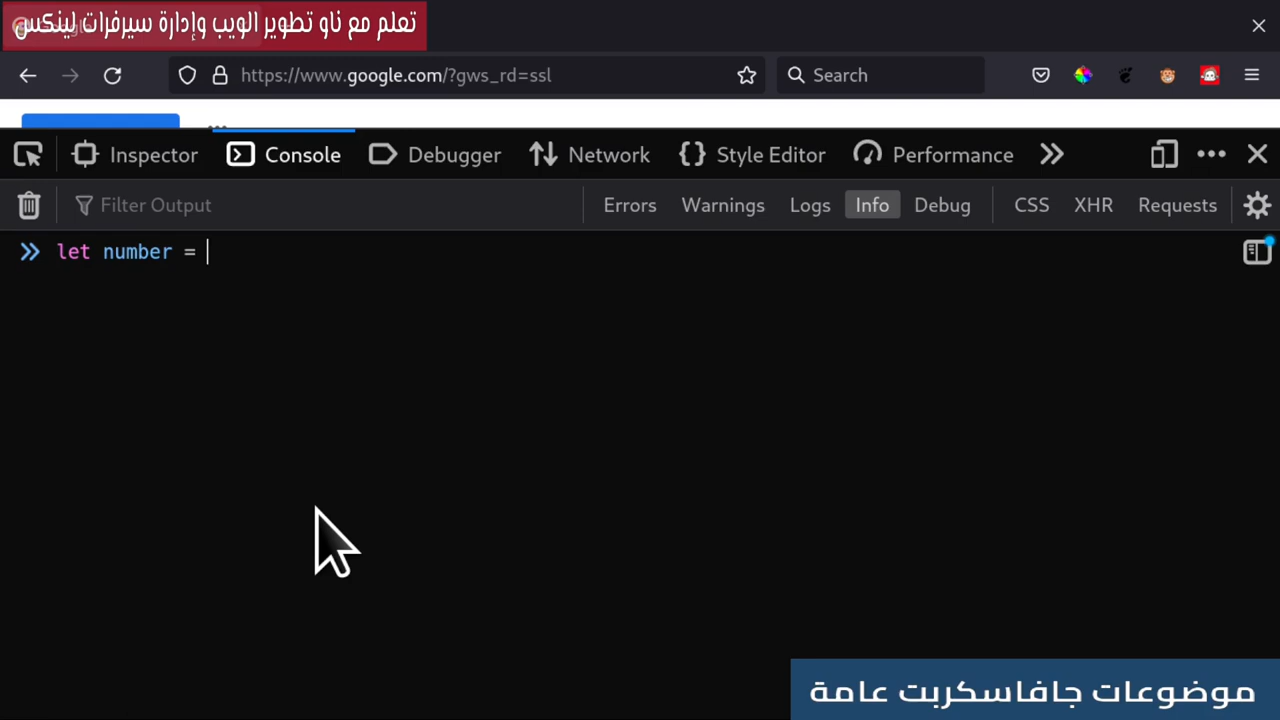 تعلم مع ناو تطوير الويب وإدارة سيرفرات لينكس
https://www.google.com/?gws_rd=ssl
Search
Inspector
Console
Debugger
Network
Style Editor
Performance
Filter Output
Errors
Warnings
Logs
Info
Debug
CSS
XHR
Requests
let number =
موضوعات جافاسكربت عامة